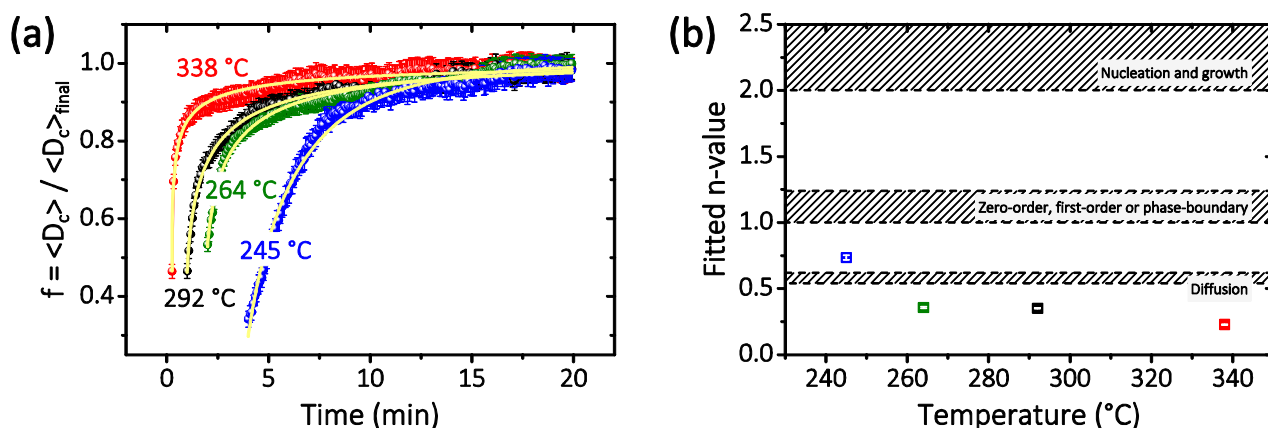 (a)
f = <D_c> / <D_c>_final
1.0
0.8
0.6
0.4
338 °C
264 °C
245 °C
292 °C
0 5 10 15 20
Time (min)
(b)
Fitted n-value
2.5
2.0
1.5
1.0
0.5
0.0
Nucleation and growth
Zero-order, first-order or phase-boundary
Diffusion
240 260 280 300 320 340
Temperature (°C)